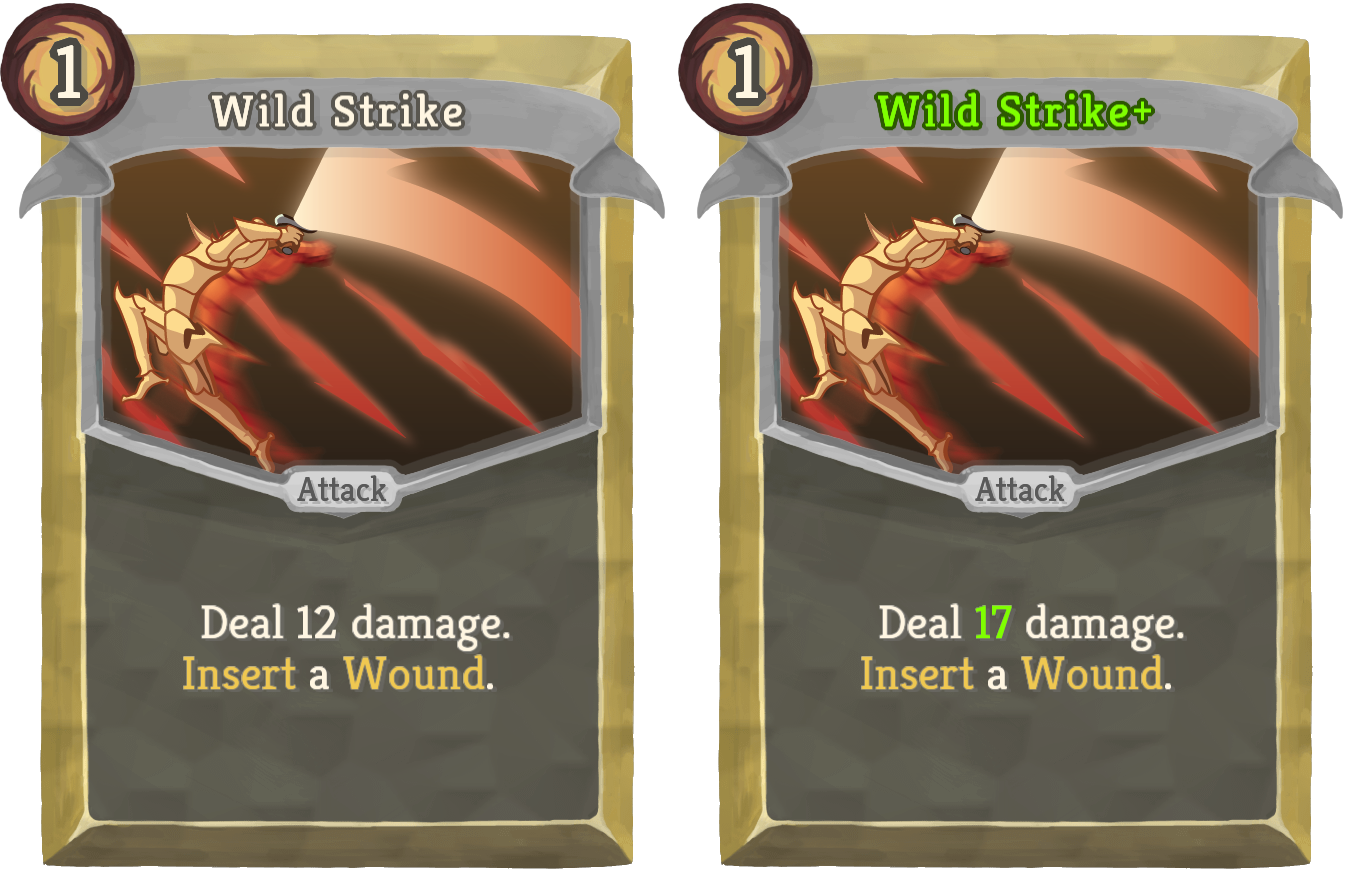 1
Wild Strike
Attack
Deal 12 damage.
Insert a Wound.
1
Wild Strike+
Attack
Deal 17 damage.
Insert a Wound.